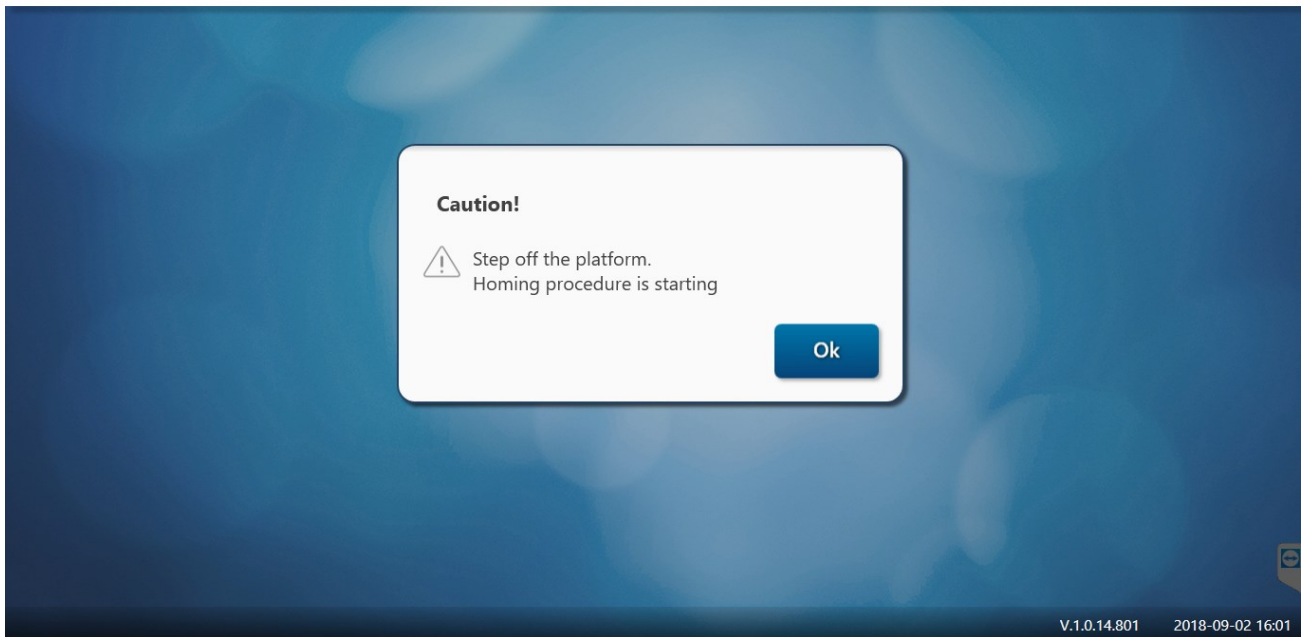 Caution!
Step off the platform.
Homing procedure is starting
Ok
V.1.0.14.801 2018-09-02 16:01